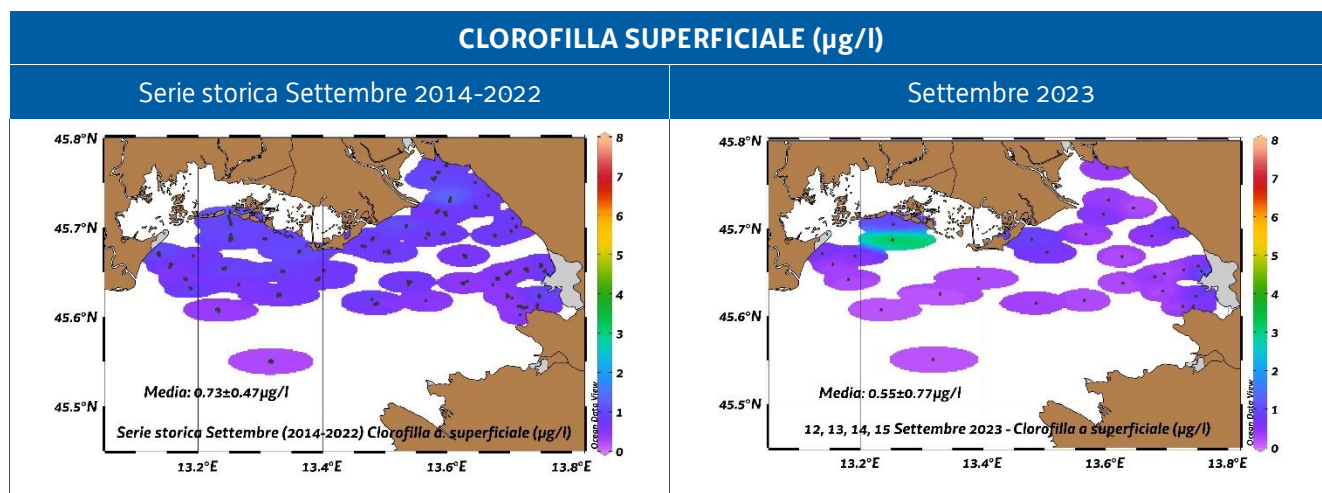 CLOROFILLA SUPERFICIALE (µg/l)
Serie storica Settembre 2014-2022
Settembre 2023
45.8°N
45.7°N
45.6°N
45.5°N
13.2°E
13.4°E
13.6°E
13.8°E
8
7
6
5
4
3
2
1
0
Ocean Data View
Media: 0.73±0.47µg/l
Serie storica Settembre (2014-2022) Clorofilla a. superficiale (µg/l)
45.8°N
45.7°N
45.6°N
45.5°N
13.2°E
13.4°E
13.6°E
13.8°E
8
7
6
5
4
3
2
1
0
Ocean Data View
Media: 0.55±0.77µg/l
12, 13, 14, 15 Settembre 2023 - Clorofilla a superficiale (µg/l)